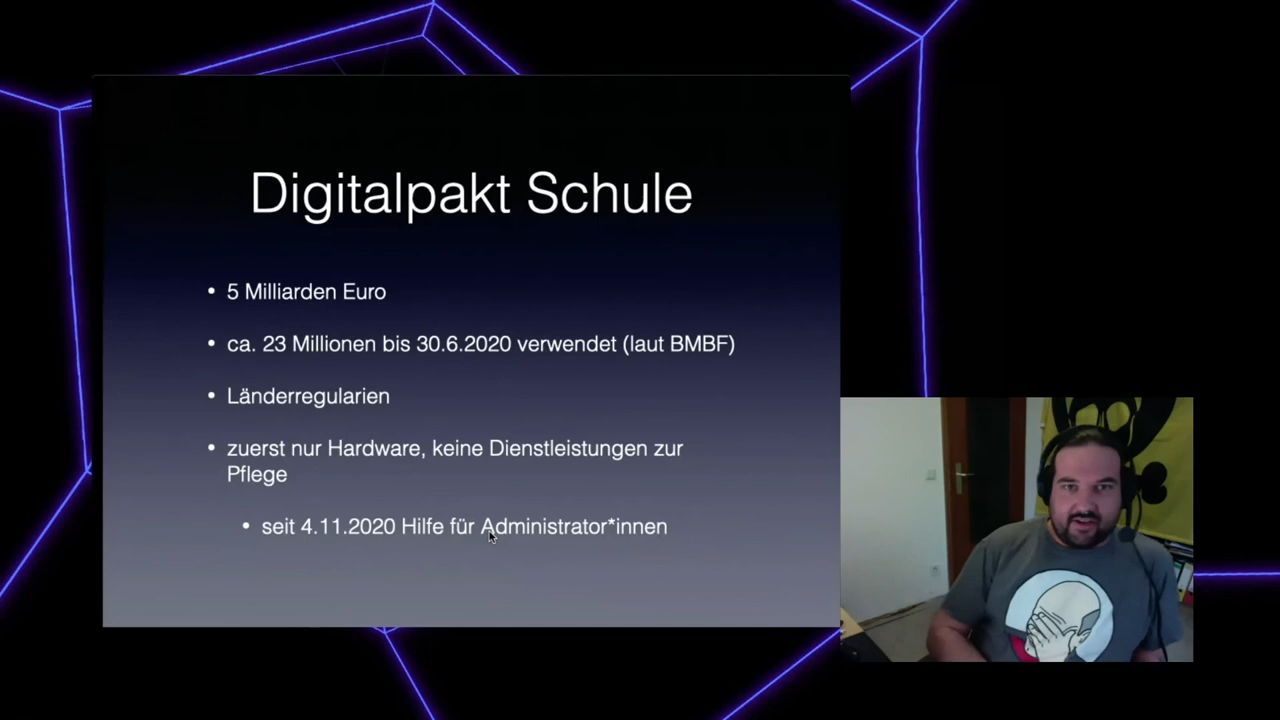 Digitalpakt Schule
• 5 Milliarden Euro
• ca. 23 Millionen bis 30.6.2020 verwendet (laut BMBF)
• Länderregularien
• zuerst nur Hardware, keine Dienstleistungen zur
Pflege
• seit 4.11.2020 Hilfe für Administrator*innen